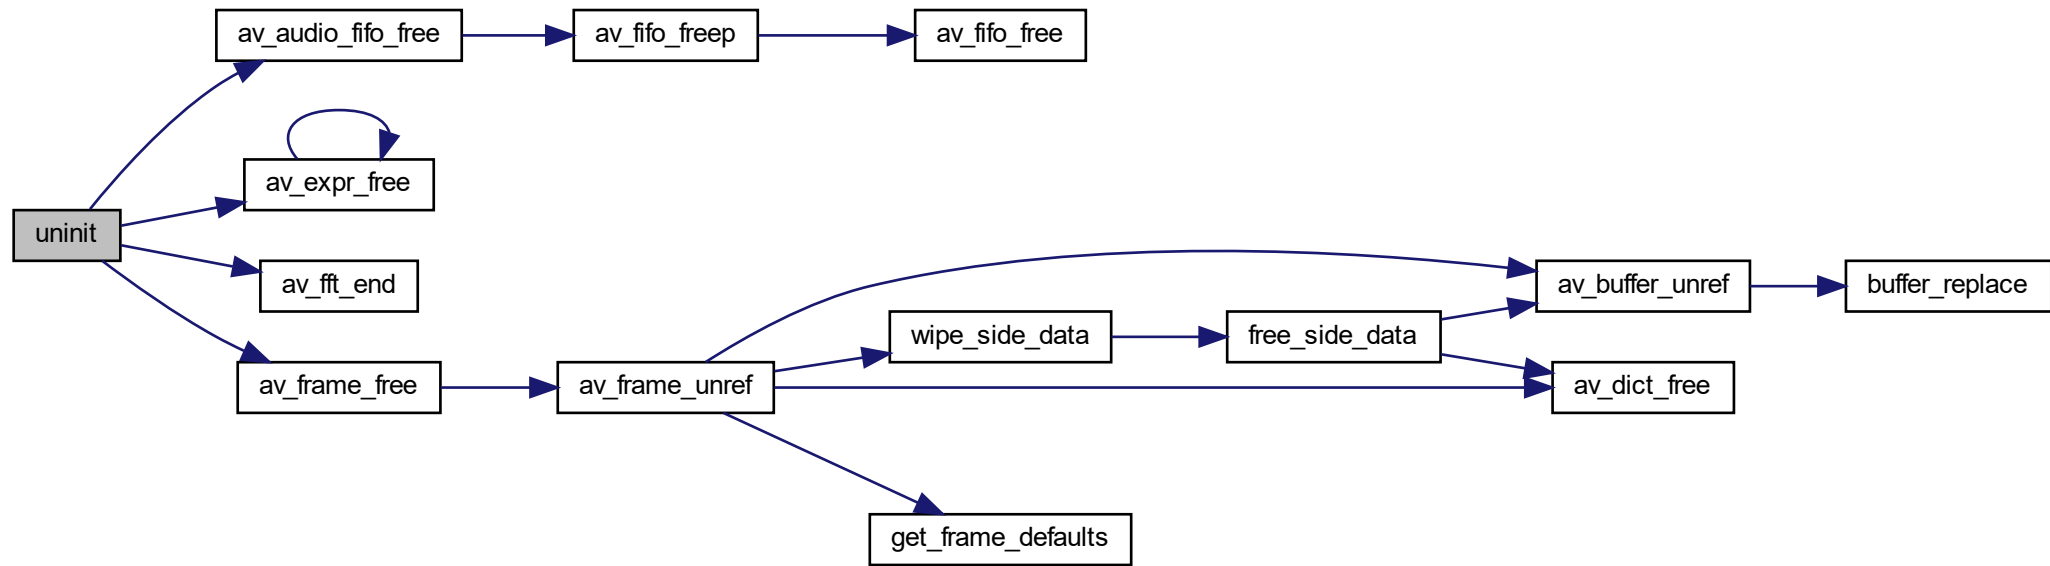 av_audio_fifo_free
av_fifo_freep
av_fifo_free
av_expr_free
uninit
av_fft_end
av_buffer_unref
buffer_replace
wipe_side_data
free_side_data
av_frame_free
av_frame_unref
av_dict_free
get_frame_defaults